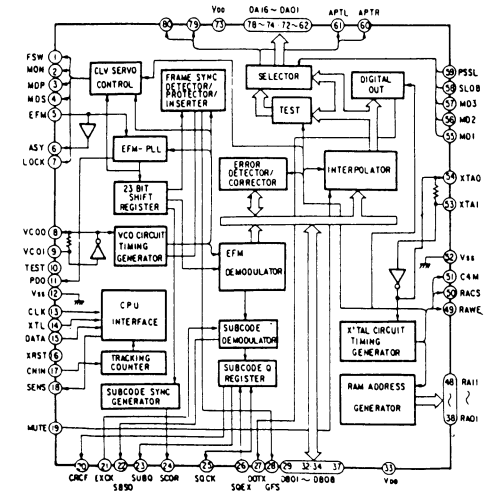 80
79
73
VDD
DA16 ~ DA01
78 ~ 74
72 ~ 62
APTL
61
APTR
60
FSW 1
MON 2
MDP 3
MDS 4
EFM 5
ASY 6
LOCK 7
VCOO 8
VCOI 9
TEST 10
PDO 11
Vss 12
CLK 13
XTL 14
DATA 15
XRST 16
CNIN 17
SENS 18
MUTE 19
CLV SERVO
CONTROL
FRAME SYNC
DETECTOR/
PROTECTOR/
INSERTER
SELECTOR
DIGITAL
OUT
TEST
EFM-PLL
ERROR
DETECTOR/
CORRECTOR
INTERPOLATOR
23 BIT
SHIFT
REGISTER
VCO CIRCUIT
TIMING
GENERATOR
EFM
DEMODULATOR
CPU
INTERFACE
SUBCODE
DEMODULATOR
X'TAL CIRCUIT
TIMING
GENERATOR
TRACKING
COUNTER
SUBCODE Q
REGISTER
SUBCODE SYNC
GENERATOR
RAM ADDRESS
GENERATOR
59 PSSL
58 SLOB
57 MD3
56 MD2
55 MD1
54 XTAO
53 XTAI
52 Vss
51 C4M
50 RACS
49 RAWE
48 RA11
38 RA01
20
CRCF
21
EXCK
22
SBSO
23
SUBQ
24
SCOR
25
SQCK
26
SQEX
27
DOTX
28
GFS
29
32
34
37
DB01 ~ DB08
33
VDD